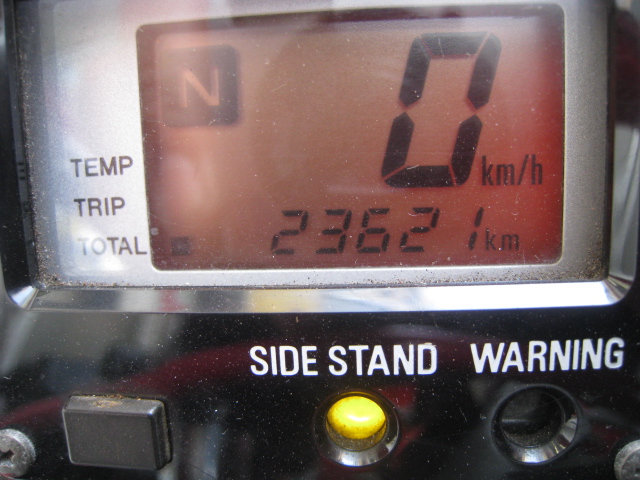 N
0 km/h
TEMP
TRIP
TOTAL 23621 km
SIDE STAND WARNING